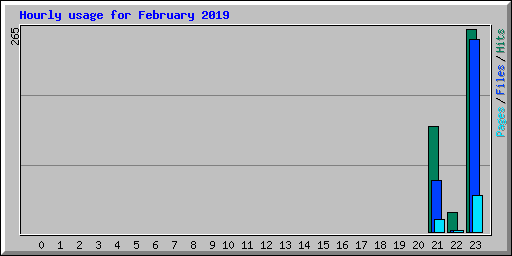 Hourly usage for February 2019
265
Pages/Files/Hits
0 1 2 3 4 5 6 7 8 9 10 11 12 13 14 15 16 17 18 19 20 21 22 23